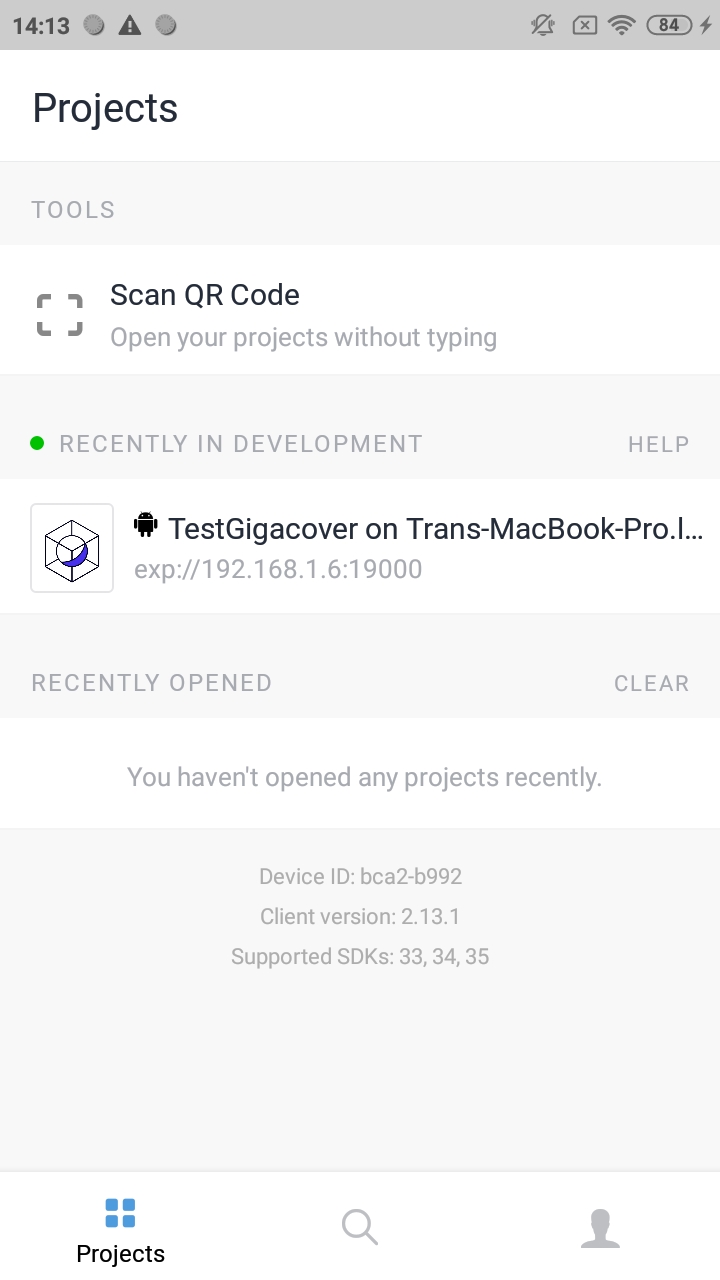 14:13
84
Projects
TOOLS
Scan QR Code
Open your projects without typing
RECENTLY IN DEVELOPMENT HELP
TestGigacover on Trans-MacBook-Pro.l...
exp://192.168.1.6:19000
RECENTLY OPENED CLEAR
You haven't opened any projects recently.
Device ID: bca2-b992
Client version: 2.13.1
Supported SDKs: 33, 34, 35
Projects